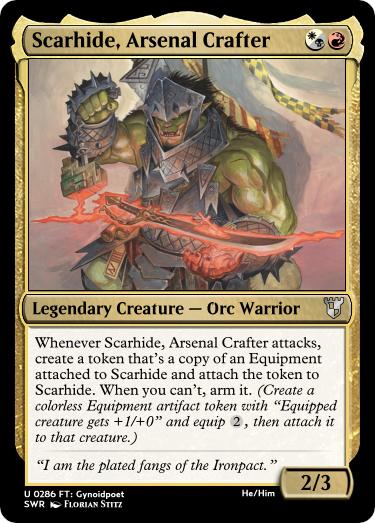 Scarhide, Arsenal Crafter
Legendary Creature — Orc Warrior
Whenever Scarhide, Arsenal Crafter attacks,
create a token that's a copy of an Equipment
attached to Scarhide and attach the token to
Scarhide. When you can't, arm it. (Create a
colorless Equipment artifact token with “Equipped
creature gets +1/+0” and equip 2, then attach it
to that creature.)
“I am the plated fangs of the Ironpact.”
2/3
U 0286 FT: Gynoidpoet He/Him
SWR Florian Stitz